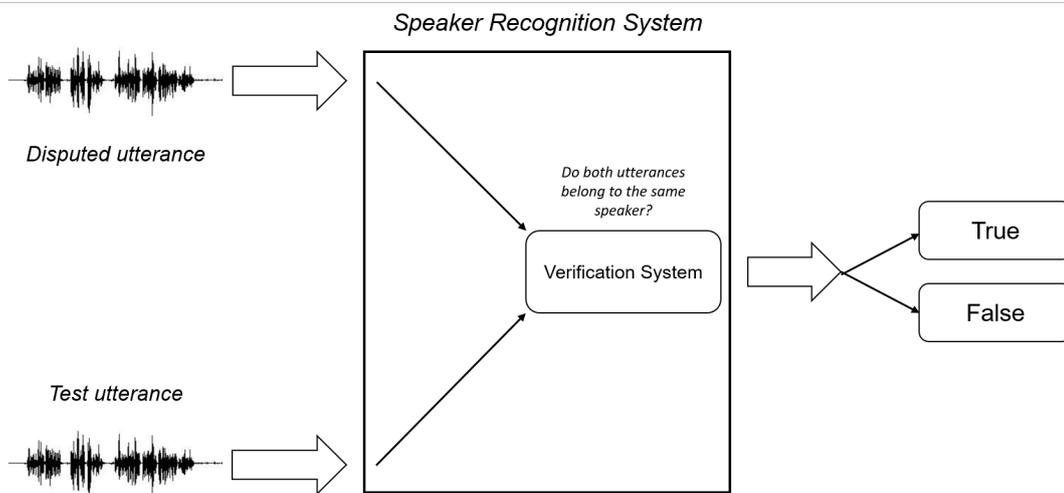 Speaker Recognition System
Disputed utterance
Do both utterances
belong to the same
speaker?
Verification System
True
False
Test utterance